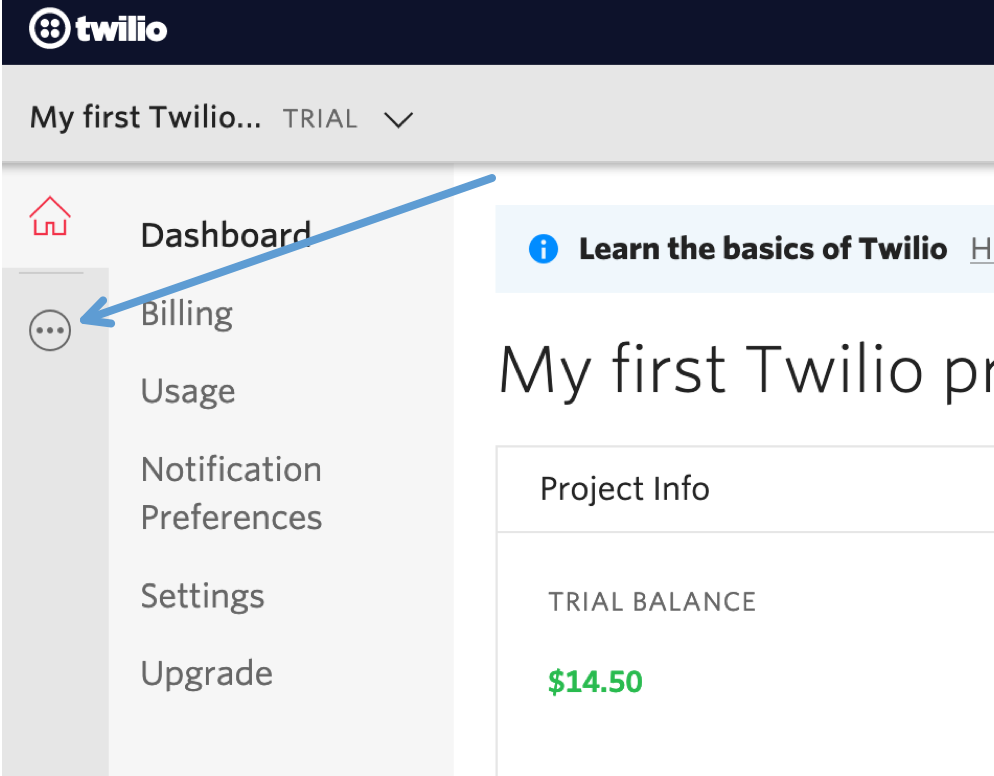 twilio
My first Twilio... TRIAL
Dashboard
Billing
Usage
Notification
Preferences
Settings
Upgrade
Learn the basics of Twilio H
My first Twilio pr
Project Info
TRIAL BALANCE
$14.50